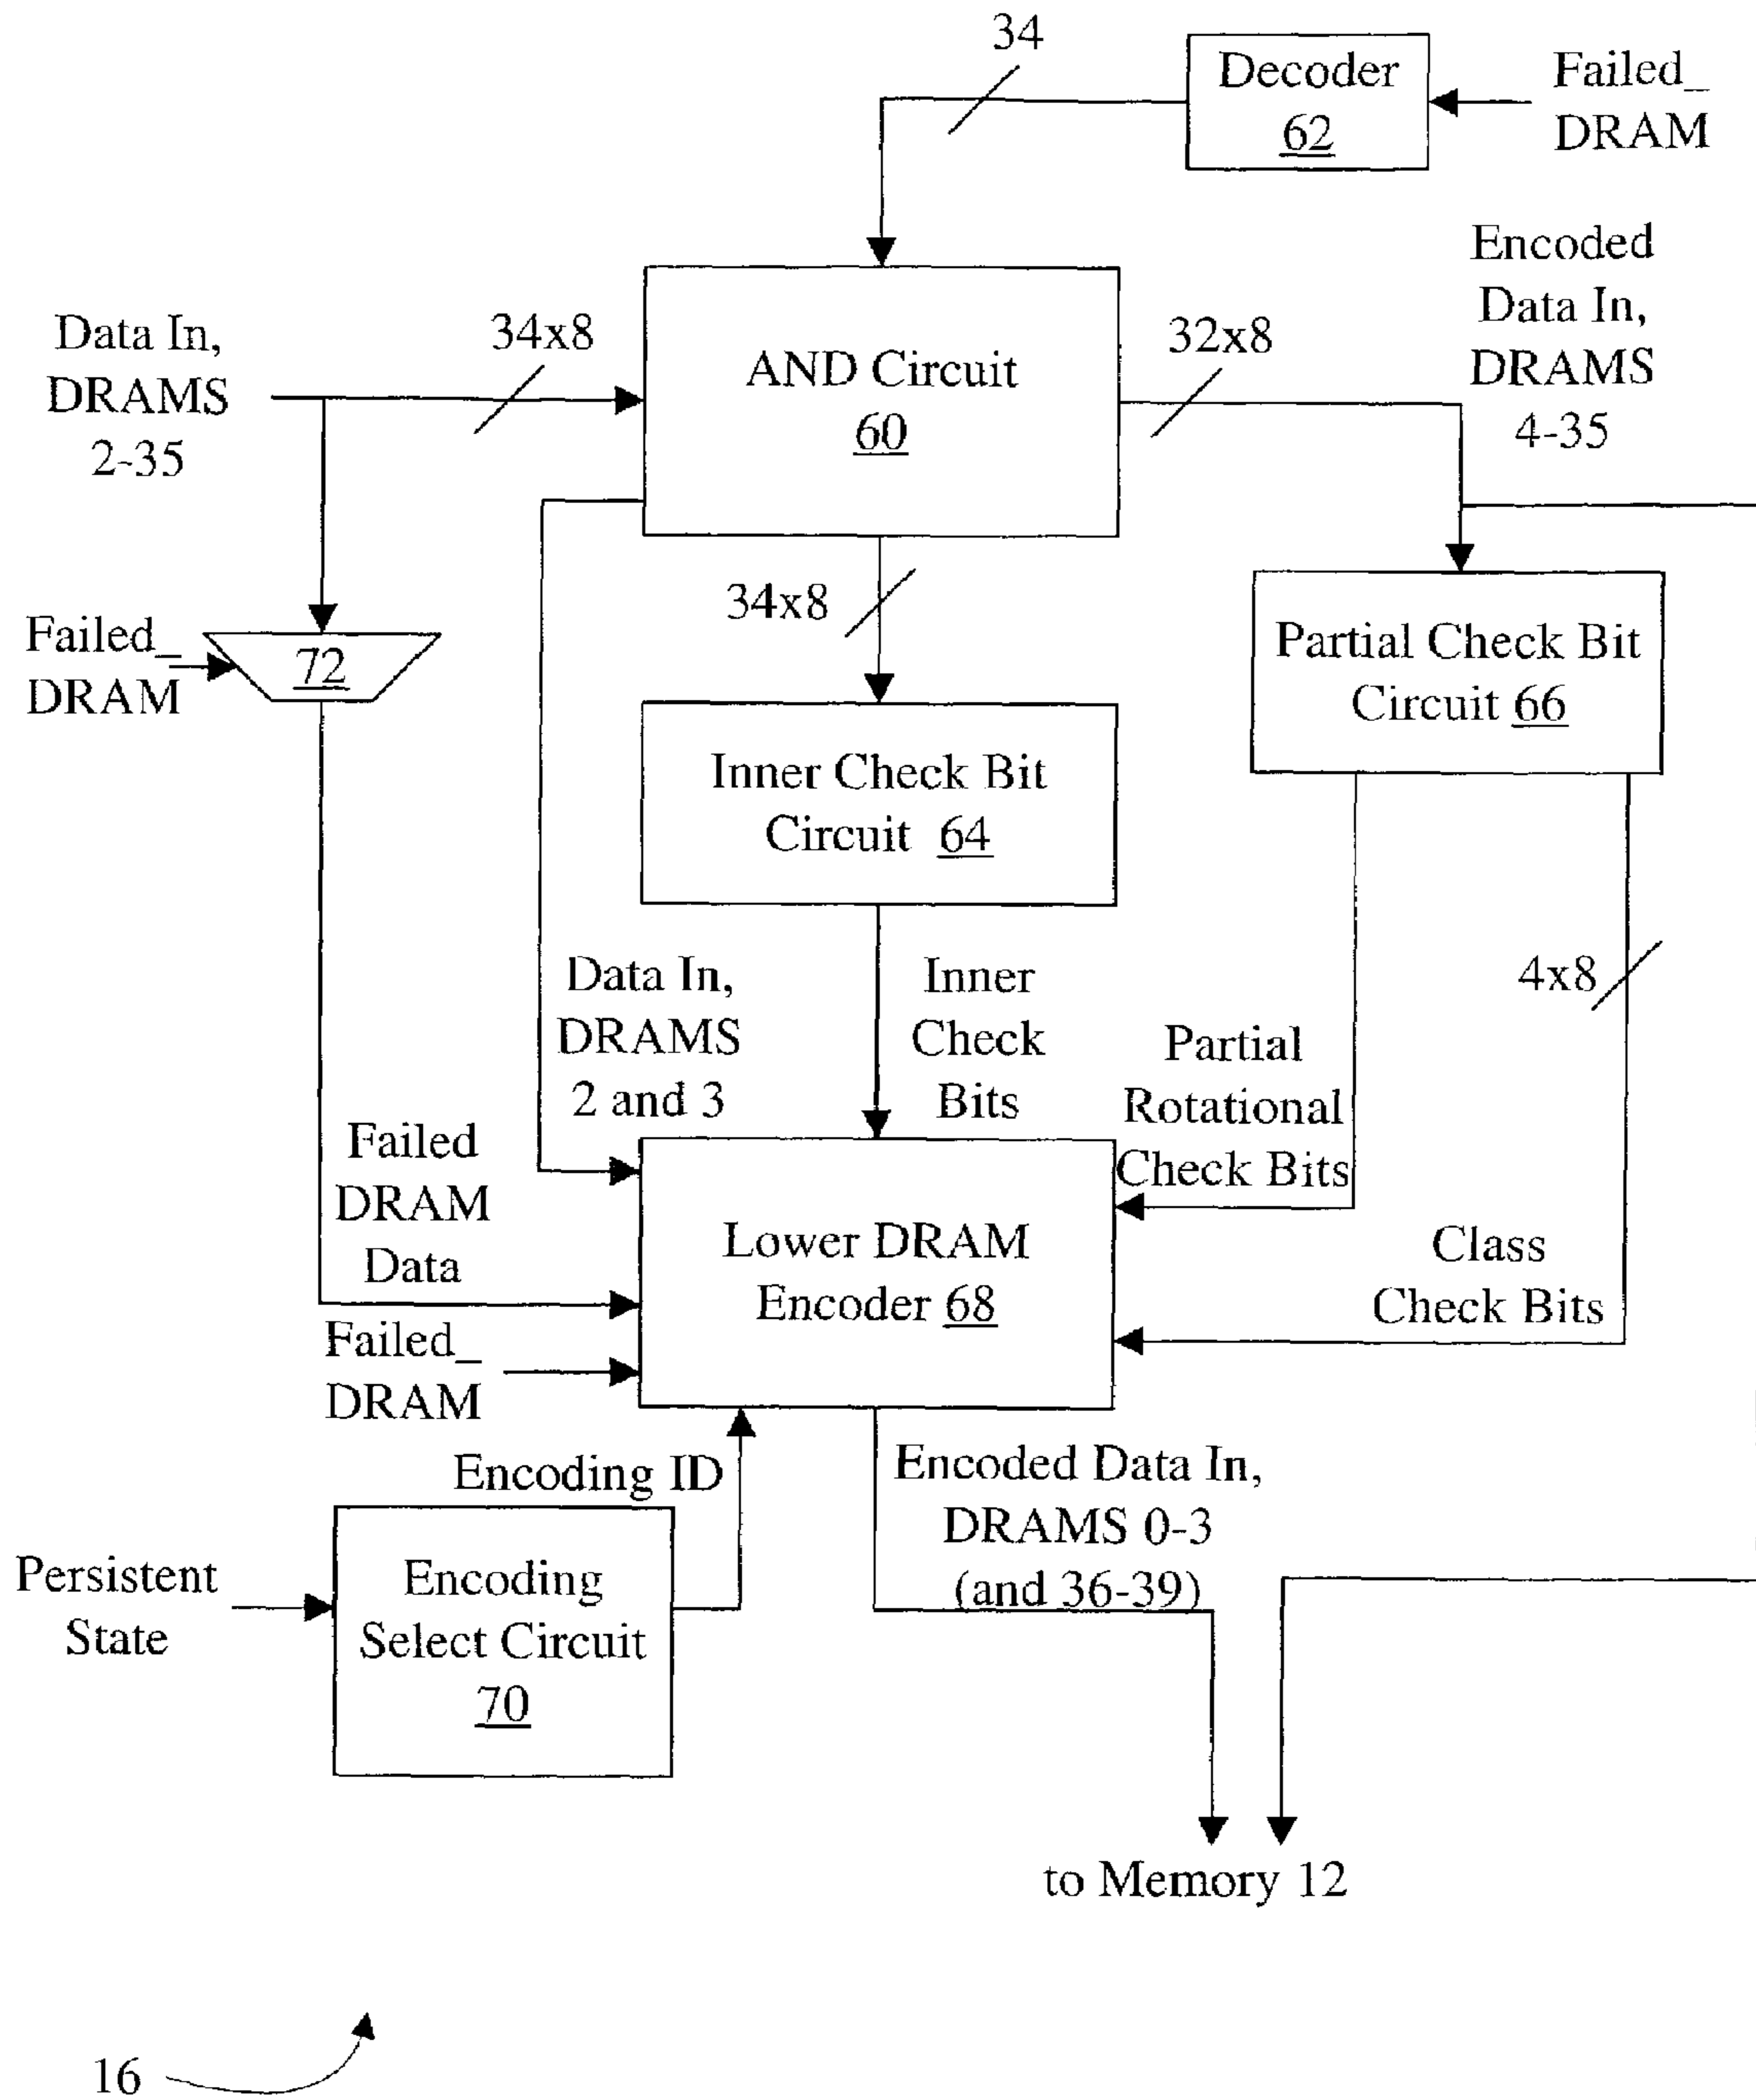 34
Decoder
62
Failed_
DRAM
Encoded
Data In,
DRAMS
4-35
Data In,
DRAMS
2-35
34x8
AND Circuit
60
32x8
Failed_
DRAM
72
34x8
Partial Check Bit
Circuit 66
Inner Check Bit
Circuit 64
Data In,
DRAMS
2 and 3
Inner
Check
Bits
4x8
Partial
Rotational
Check Bits
Failed
DRAM
Data
Lower DRAM
Encoder 68
Class
Check Bits
Failed_
DRAM
Encoding ID
Encoded Data In,
DRAMS 0-3
(and 36-39)
Persistent
State
Encoding
Select Circuit
70
to Memory 12
16